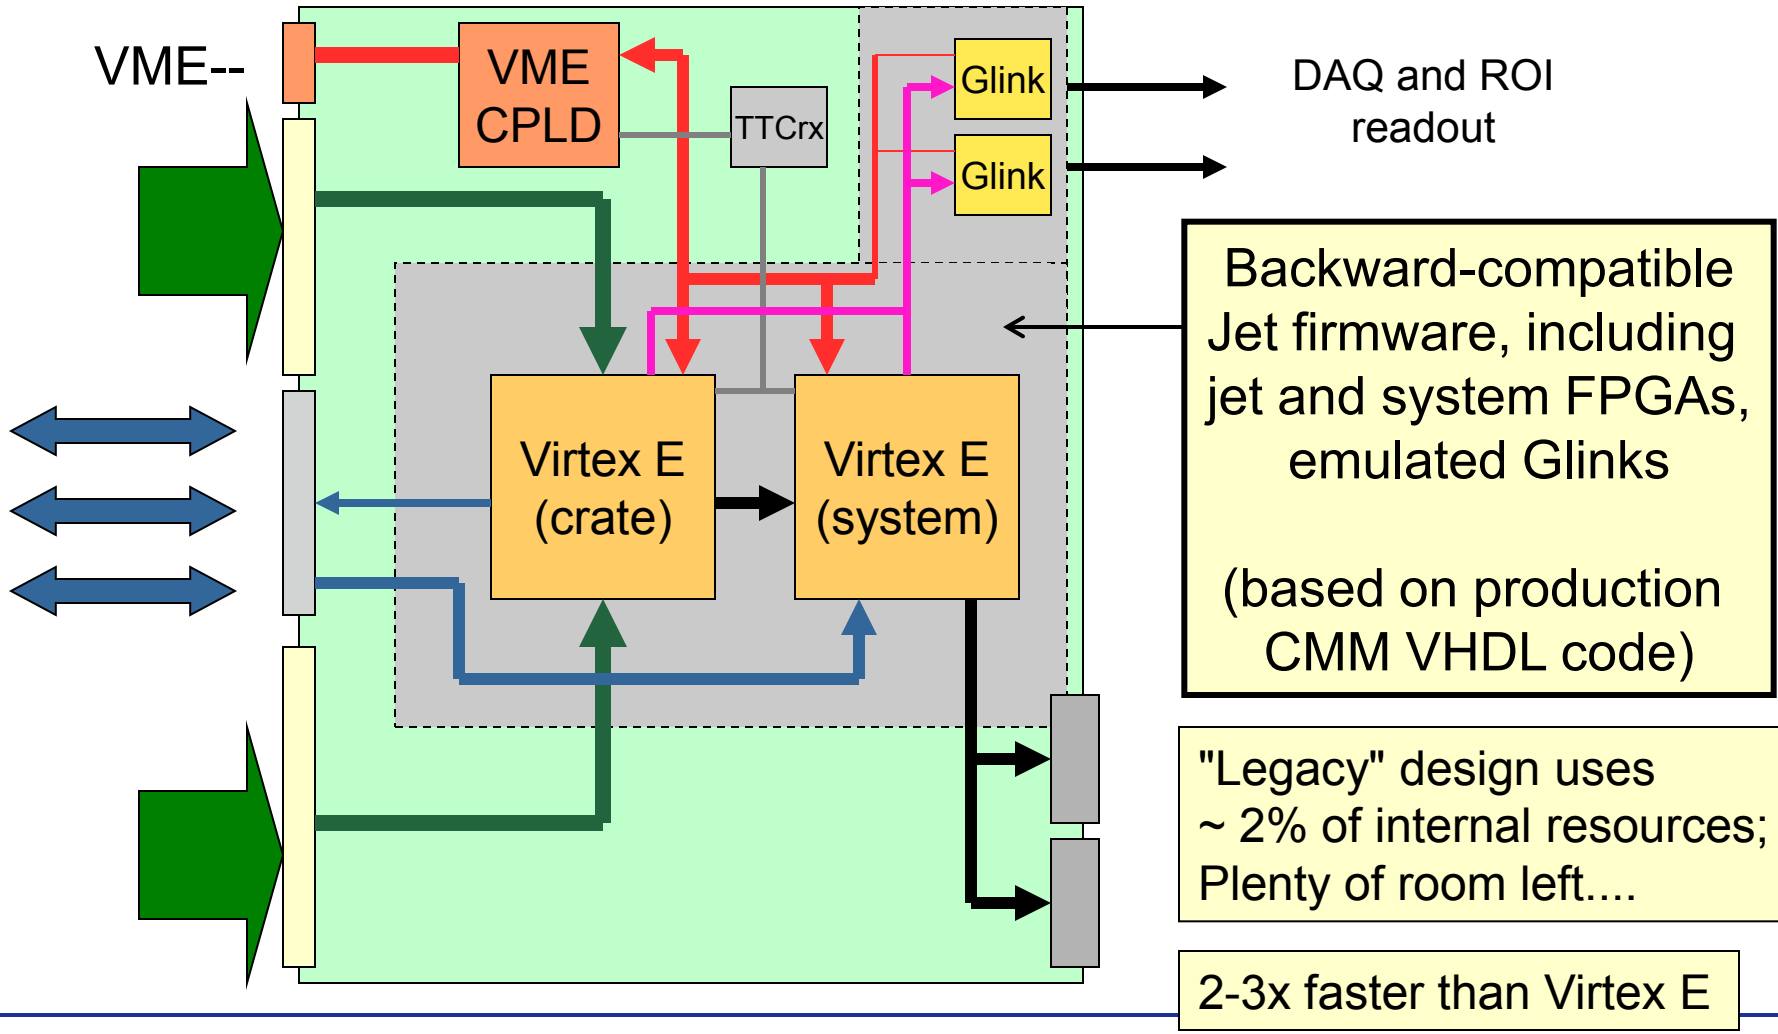 VME--
VME
CPLD
TTCrx
Glink
Glink
DAQ and ROI
readout
Virtex E
(crate)
Virtex E
(system)
Backward-compatible
Jet firmware, including
jet and system FPGAs,
emulated Glinks
(based on production
CMM VHDL code)
"Legacy" design uses
~ 2% of internal resources;
Plenty of room left....
2-3x faster than Virtex E